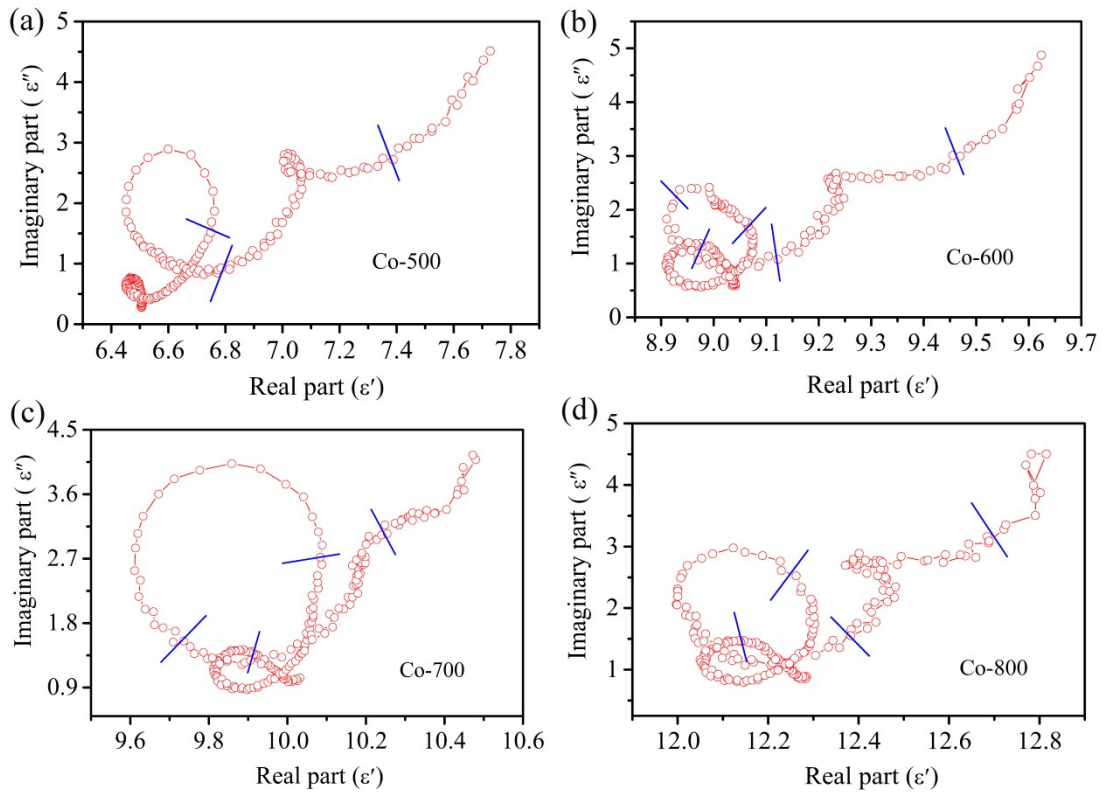 (a)
5
4
3
2
1
0
Imaginary part ( ε″)
Co-500
6.4 6.6 6.8 7.0 7.2 7.4 7.6 7.8
Real part (ε′)
(b)
5
4
3
2
1
0
Imaginary part ( ε″)
Co-600
8.9 9.0 9.1 9.2 9.3 9.4 9.5 9.6 9.7
Real part (ε′)
(c)
4.5
3.6
2.7
1.8
0.9
Imaginary part ( ε″)
Co-700
9.6 9.8 10.0 10.2 10.4 10.6
Real part (ε′)
(d)
5
4
3
2
1
Imaginary part ( ε″)
Co-800
12.0 12.2 12.4 12.6 12.8
Real part (ε′)